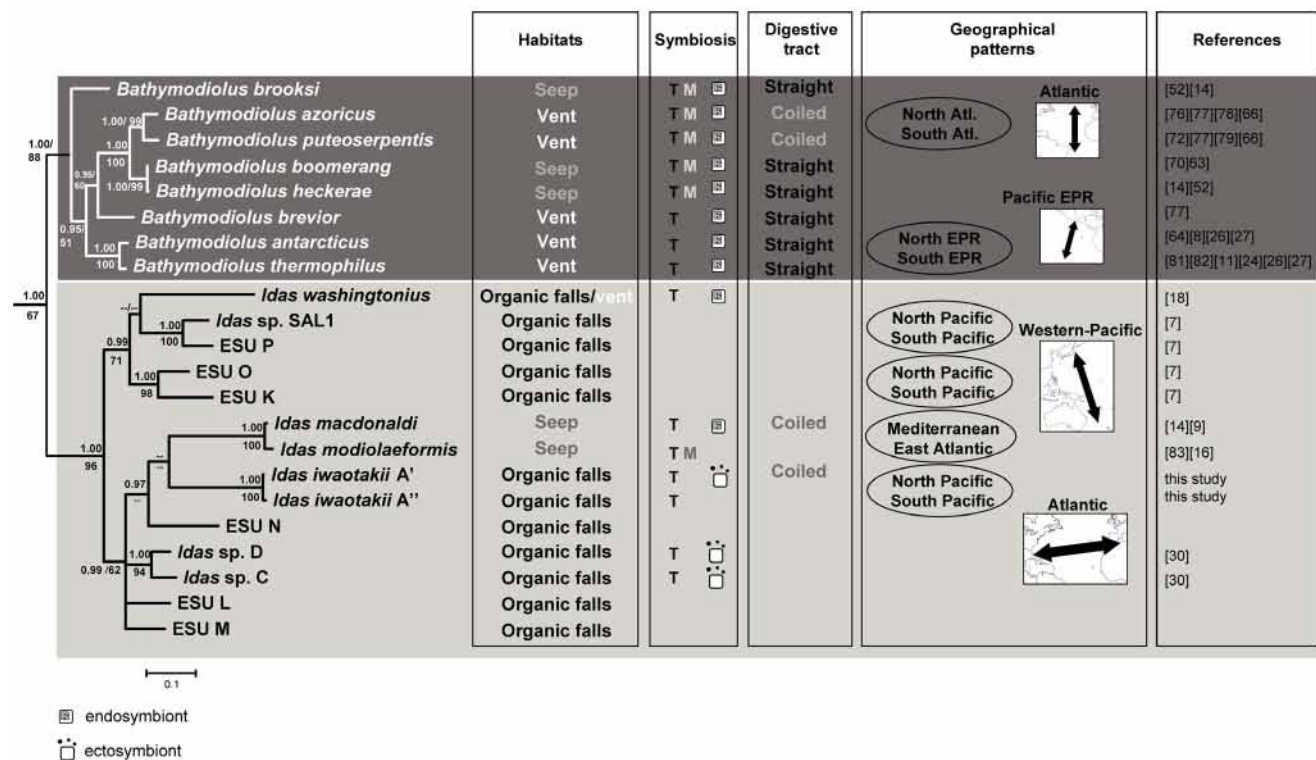 Habitats Symbiosis Digestive tract Geographical patterns References
Bathymodiolus brooksi Seep T M Straight Atlantic [52][14]
Bathymodiolus azoricus Vent T M Coiled North Atl. [76][77][78][66]
Bathymodiolus puteoserpentis Vent T M Coiled South Atl. [72][77][79][66]
Bathymodiolus boomerang Seep T M Straight [70]63]
Bathymodiolus heckerae Seep T M Straight [14][52]
Pacific EPR
Bathymodiolus brevior Vent T Straight [77]
Bathymodiolus antarcticus Vent T Straight North EPR [64][8][26][27]
Bathymodiolus thermophilus Vent T Straight South EPR [81][82][11][24][26][27]
Idas washingtonius Organic falls/vent T [18]
Idas sp. SAL1 Organic falls North Pacific Western-Pacific [7]
ESU P Organic falls South Pacific [7]
ESU O Organic falls North Pacific [7]
ESU K Organic falls South Pacific [7]
Idas macdonaldi Seep T Coiled Mediterranean [14][9]
Idas modiolaeformis Seep T M East Atlantic [83][16]
Idas iwaotakii A' Organic falls T Coiled North Pacific this study
Idas iwaotakii A'' Organic falls T South Pacific this study
Atlantic
ESU N Organic falls
Idas sp. D Organic falls T [30]
Idas sp. C Organic falls T [30]
ESU L Organic falls
ESU M Organic falls
1.00/
88
1.00/ 99
1.00
100
0.95/
60
1.00/99
0.95/
51
1.00
100
1.00
67
--/--
1.00
100
0.99
71
1.00
98
1.00
96
1.00
100
--
--
0.97
--
1.00
100
0.99 /62
1.00
94
0.1
endosymbiont
ectosymbiont